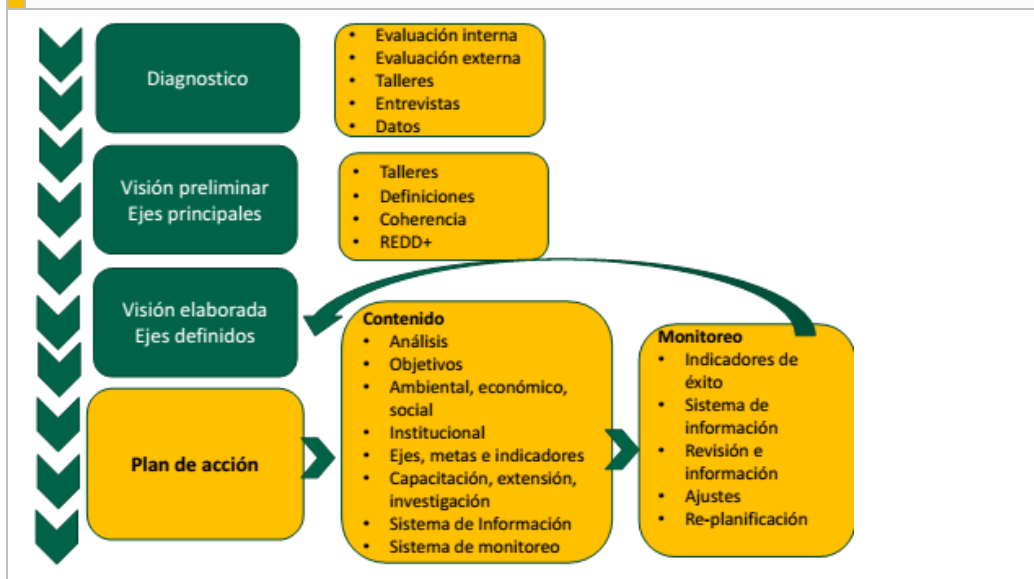 Diagnostico
• Evaluación interna
• Evaluación externa
• Talleres
• Entrevistas
• Datos
Visión preliminar
Ejes principales
• Talleres
• Definiciones
• Coherencia
• REDD+
Visión elaborada
Ejes definidos
Plan de acción
Contenido
• Análisis
• Objetivos
• Ambiental, económico,
social
• Institucional
• Ejes, metas e indicadores
• Capacitación, extensión,
investigación
• Sistema de Información
• Sistema de monitoreo
Monitoreo
• Indicadores de
éxito
• Sistema de
información
• Revisión e
información
• Ajustes
• Re-planificación